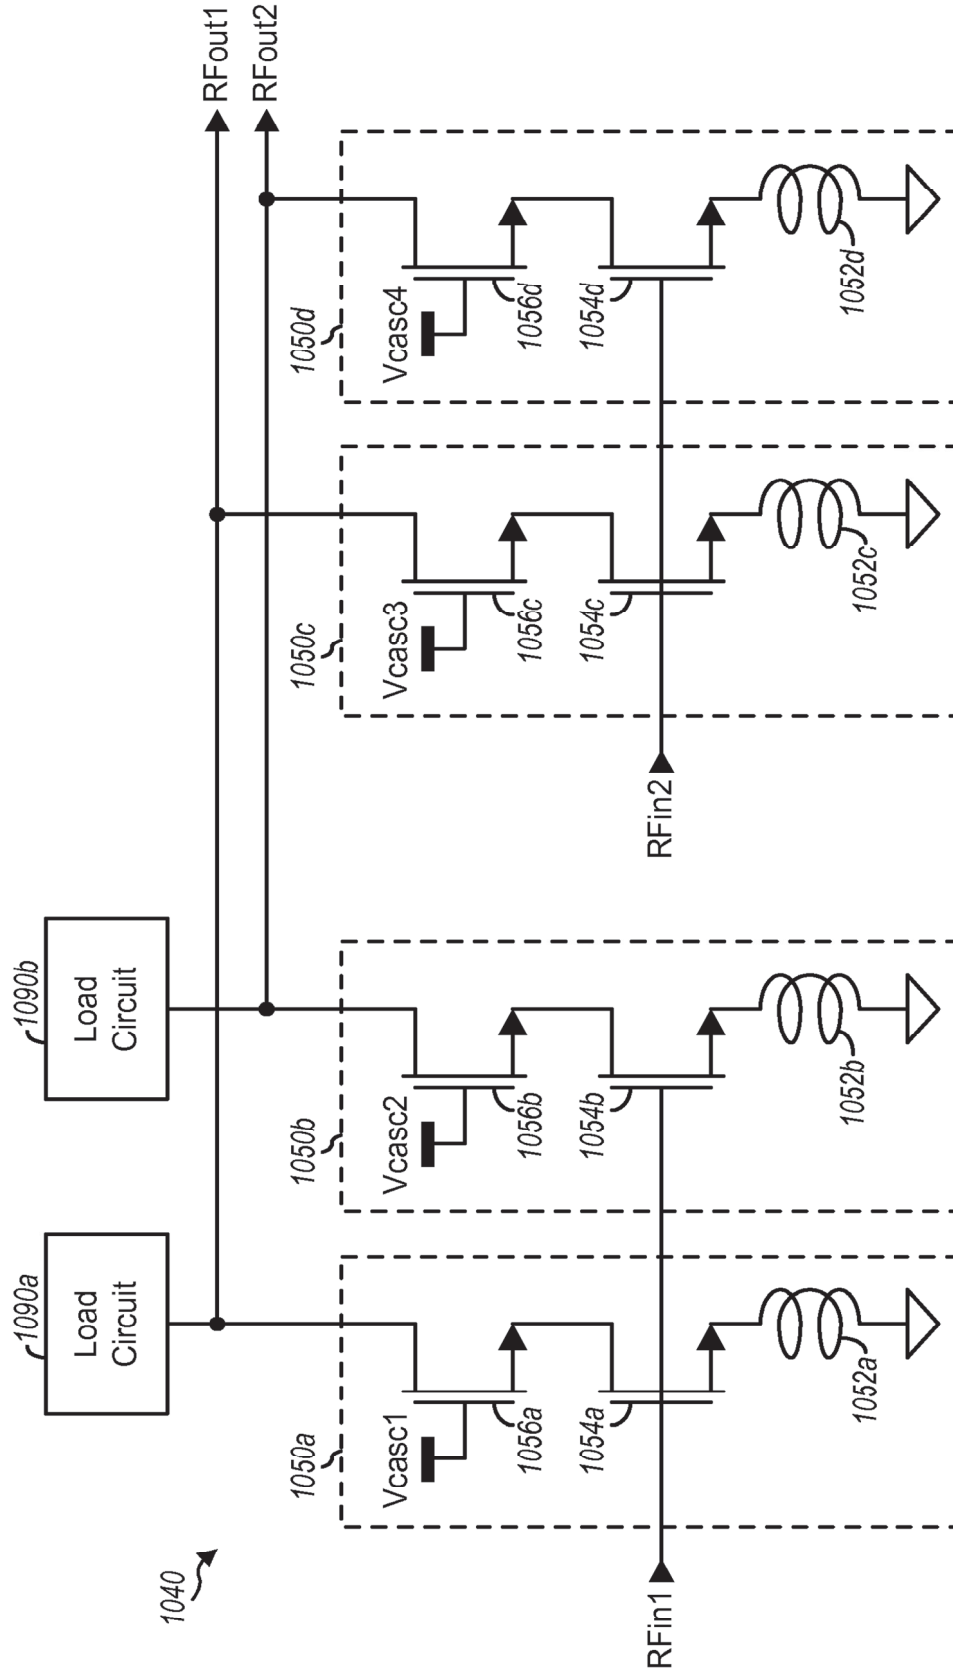 1040
1090a
Load
Circuit
1090b
Load
Circuit
RFout1
RFout2
1050a
Vcasc1
1056a
1054a
1052a
1050b
Vcasc2
1056b
1054b
1052b
1050c
Vcasc3
1056c
1054c
1052c
1050d
Vcasc4
1056d
1054d
1052d
RFin1
RFin2